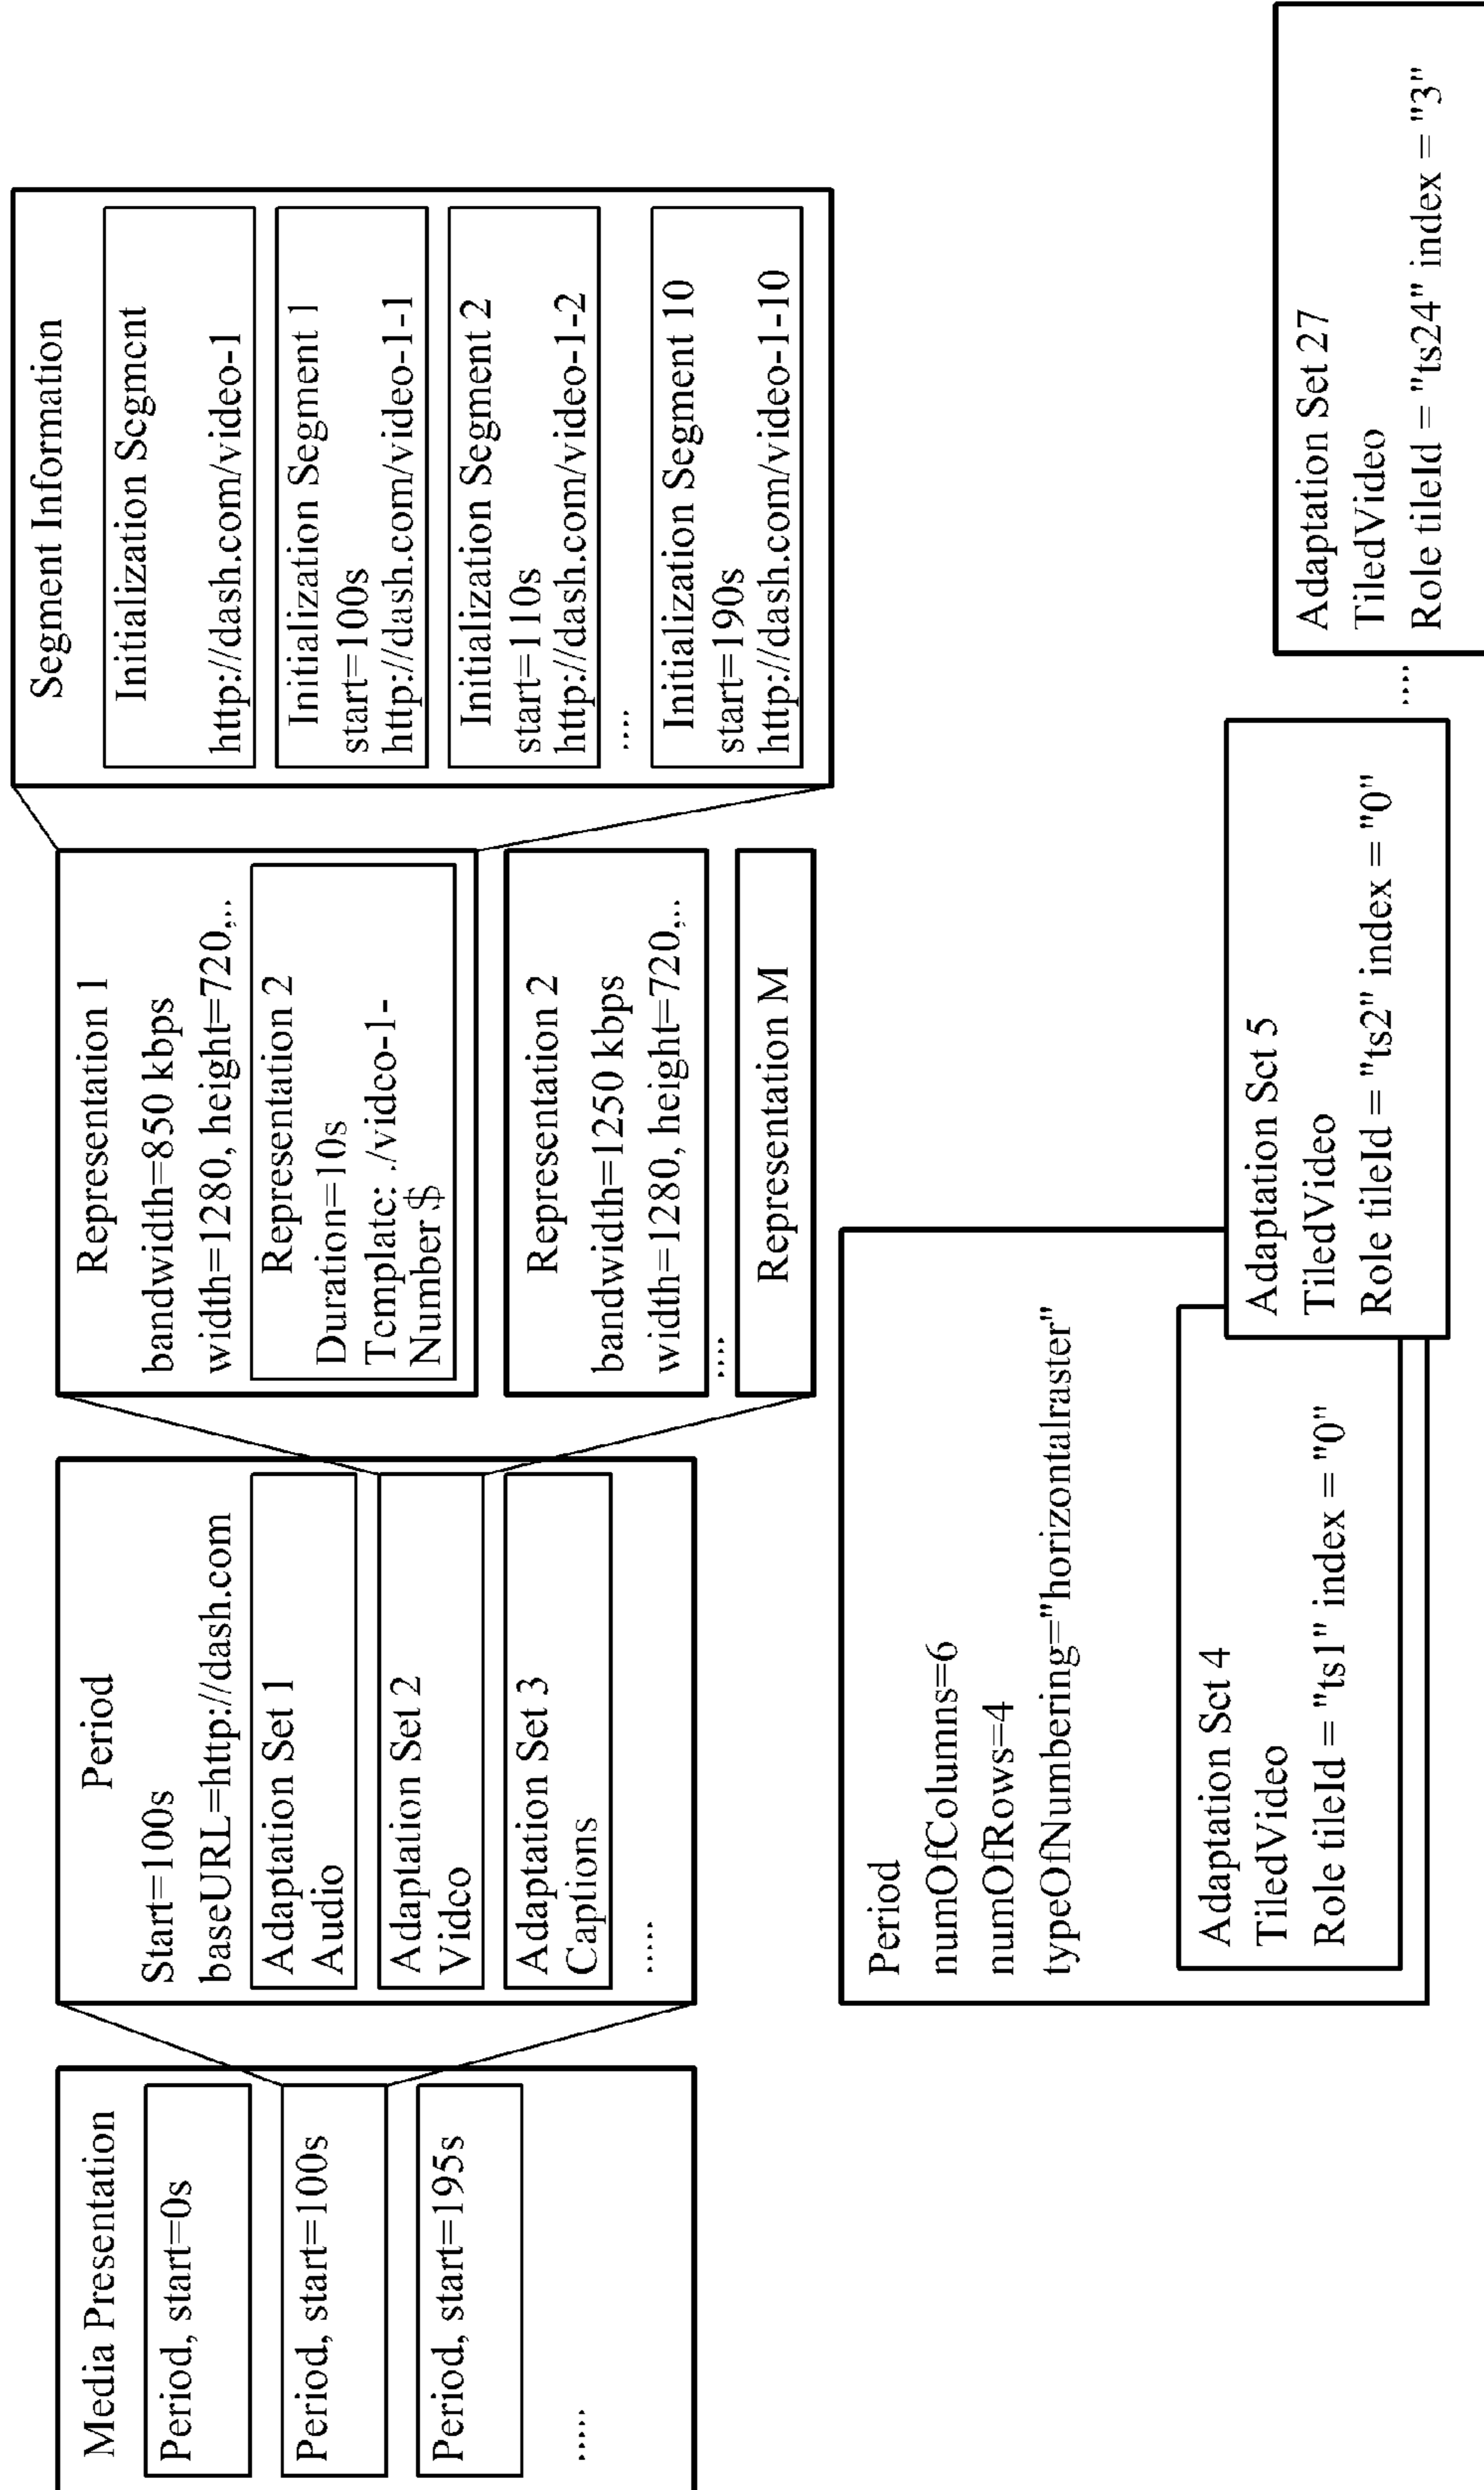 Media Presentation
Period, start=0s
Period, start=100s
Period, start=195s
.....
Period
Start=100s
baseURL=http://dash.com
Adaptation Set 1
Audio
Adaptation Set 2
Video
Adaptation Set 3
Captions
.....
Representation 1
bandwidth=850 kbps
width=1280, height=720,...
Representation 2
Duration=10s
Template: ./video-1-
Number $
Representation 2
bandwidth=1250 kbps
width=1280, height=720,...
....
Representation M
Segment Information
Initialization Segment
http://dash.com/video-1
Initialization Segment 1
start=100s
http://dash.com/video-1-1
Initialization Segment 2
start=110s
http://dash.com/video-1-2
....
Initialization Segment 10
start=190s
http://dash.com/video-1-10
Period
numOfColumns=6
numOfRows=4
typeOfNumbering="horizontalraster"
Adaptation Set 4
TiledVideo
Role tileId = "ts1" index = "0"
Adaptation Set 5
TiledVideo
Role tileId = "ts2" index = "0"
.....
Adaptation Set 27
TiledVideo
Role tileId = "ts24" index = "3"